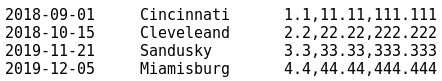 2018-09-01     Cincinnati      1.1,11.11,111.111
2018-10-15     Cleveleand      2.2,22.22,222.222
2019-11-21     Sandusky        3.3,33.33,333.333
2019-12-05     Miamisburg      4.4,44.44,444.444